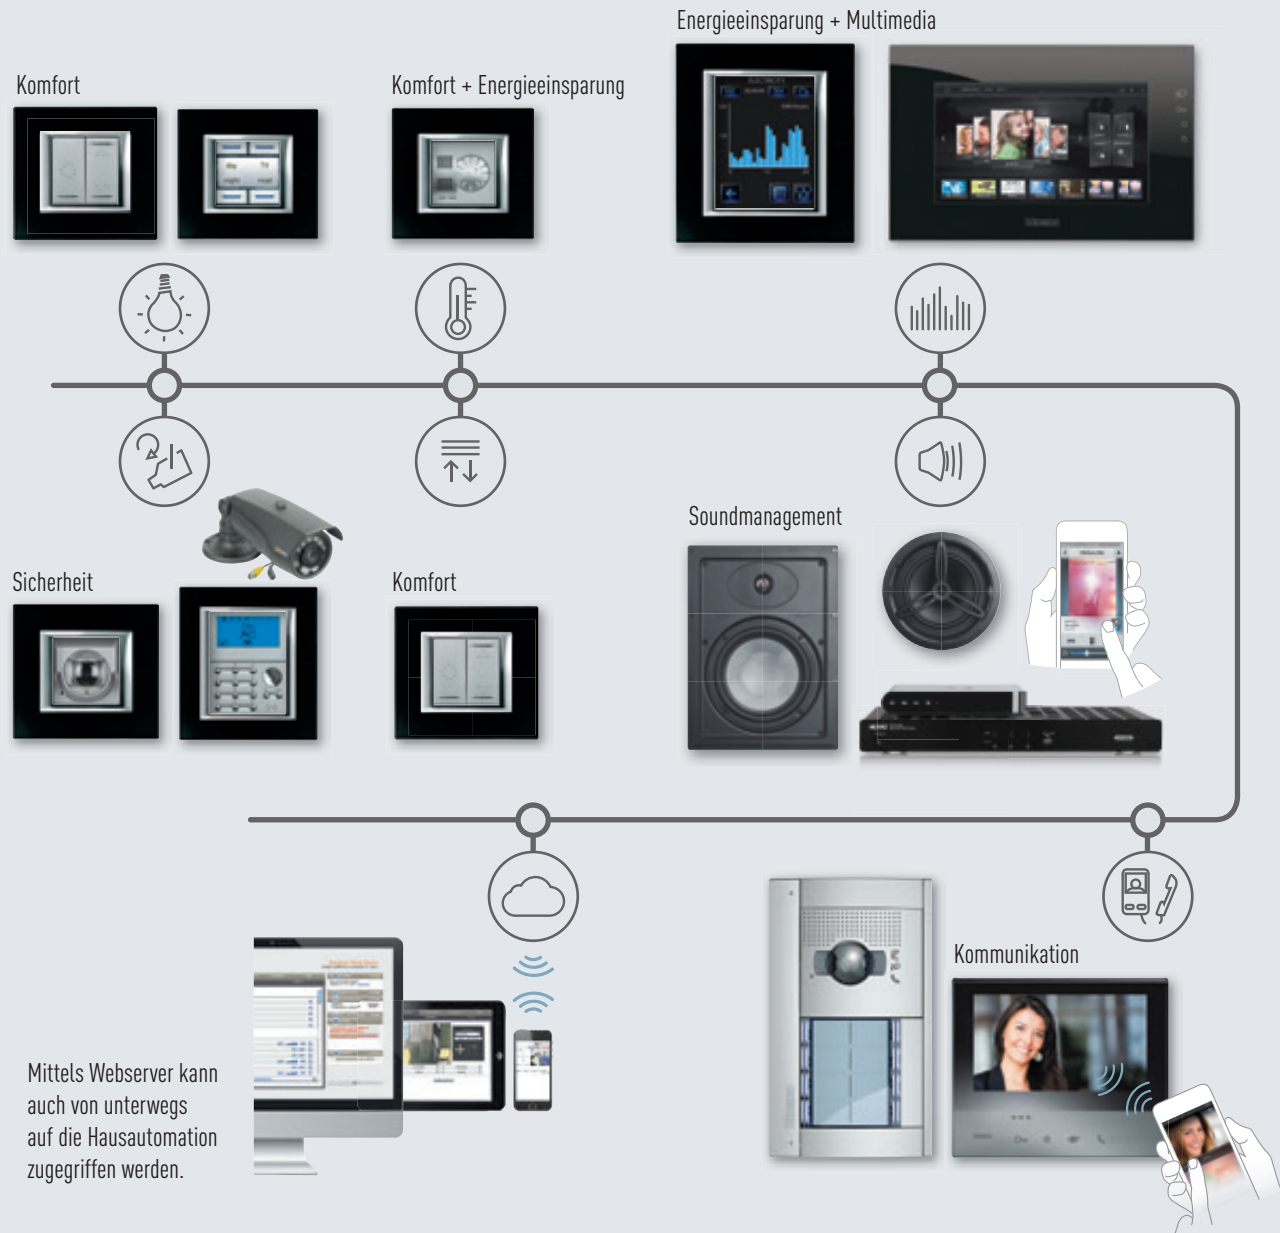 Energieeinsparung + Multimedia
Komfort
Komfort + Energieeinsparung
ELECTRICITY
Soundmanagement
Sicherheit
Komfort
Kommunikation
Mittels Webserver kann
auch von unterwegs
auf die Hausautomation
zugegriffen werden.